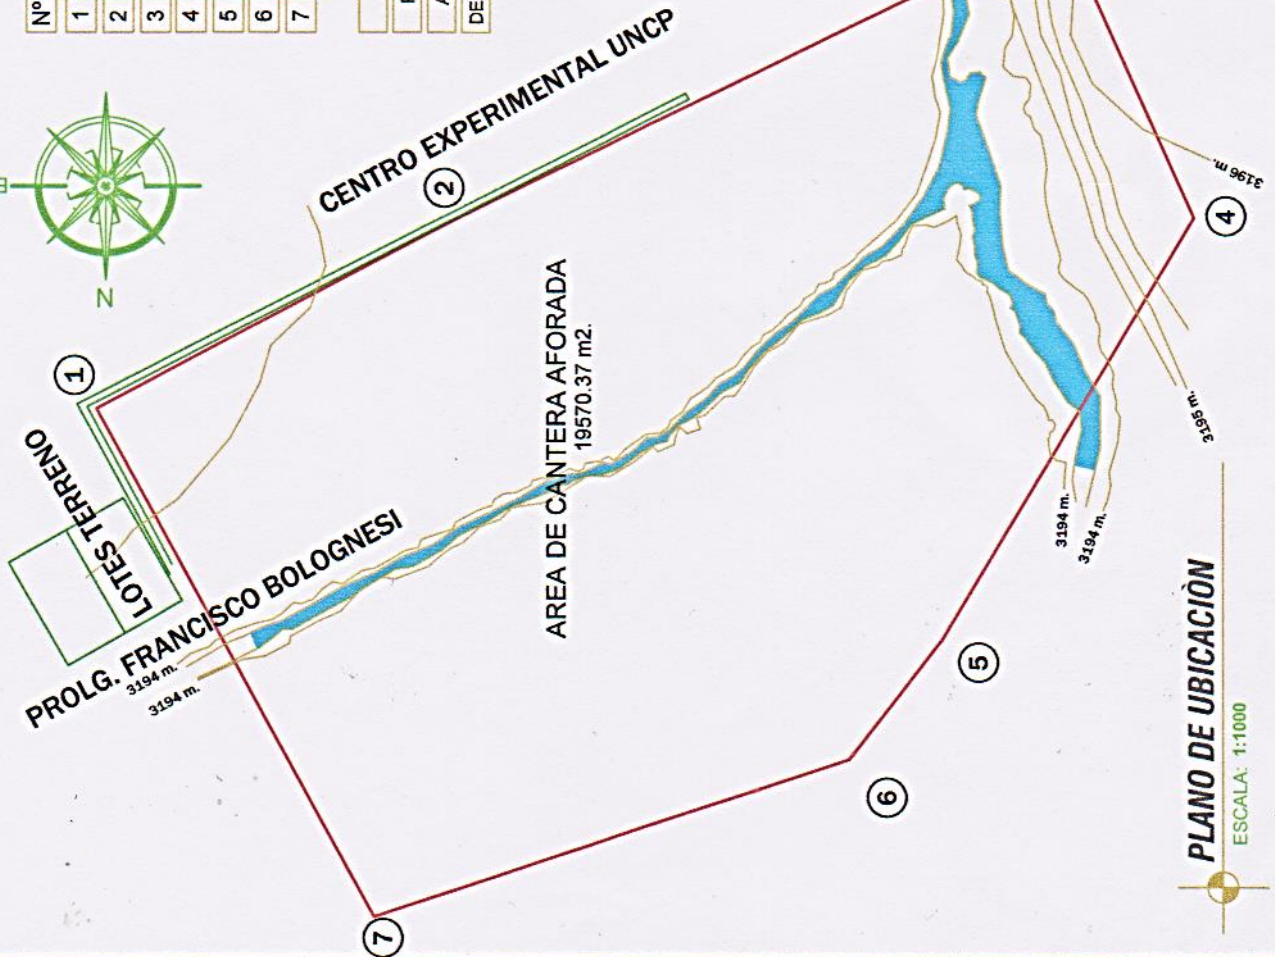 Nº
1
2
3
4
5
6
7
DE
N
CENTRO EXPERIMENTAL UNCP
2
1
LOTES TERRENO
PROLG. FRANCISCO BOLOGNESI
3194 m.
3194 m.
AREA DE CANTERA AFORADA
19570.37 m2.
3196 m.
4
3195 m.
3194 m.
3194 m.
5
6
7
PLANO DE UBICACIÒN
ESCALA: 1:1000